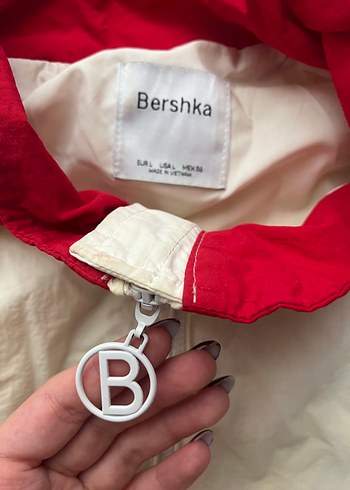 Bershka
EUR L USA L MEX 30
MADE IN VIETNAM
B